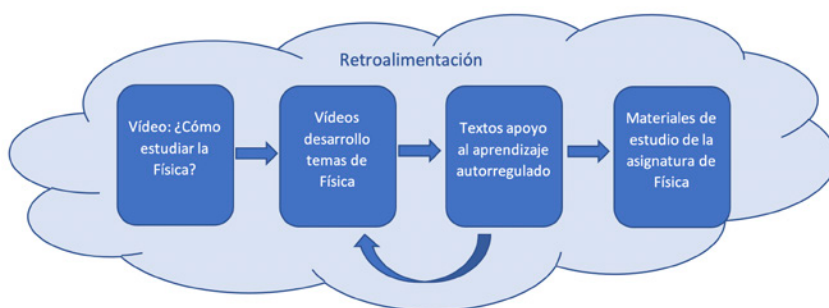 Retroalimentación
Vídeo: ¿Cómo
estudiar la
Física?
Vídeos
desarrollo
temas de
Física
Textos apoyo
al aprendizaje
autorregulado
Materiales de
estudio de la
asignatura de
Física